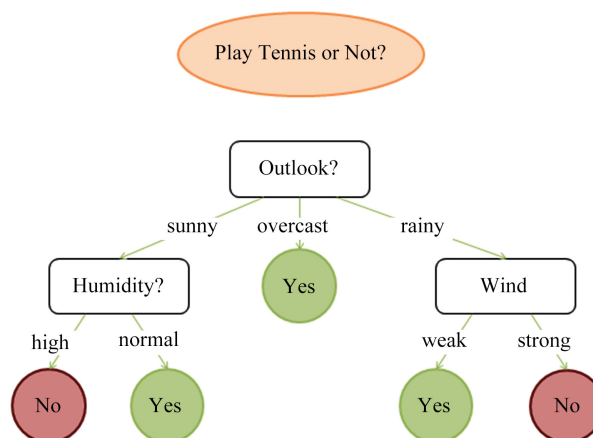 Play Tennis or Not?
Outlook?
sunny
overcast
rainy
Humidity?
Yes
Wind
high
normal
weak
strong
No
Yes
Yes
No